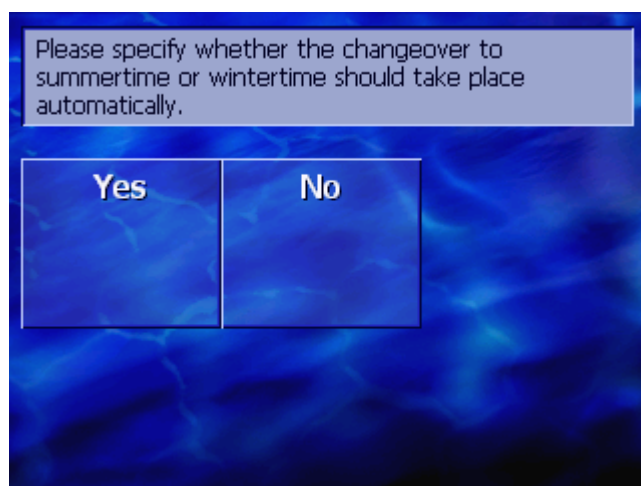 Please specify whether the changeover to
summertime or wintertime should take place
automatically.
Yes No